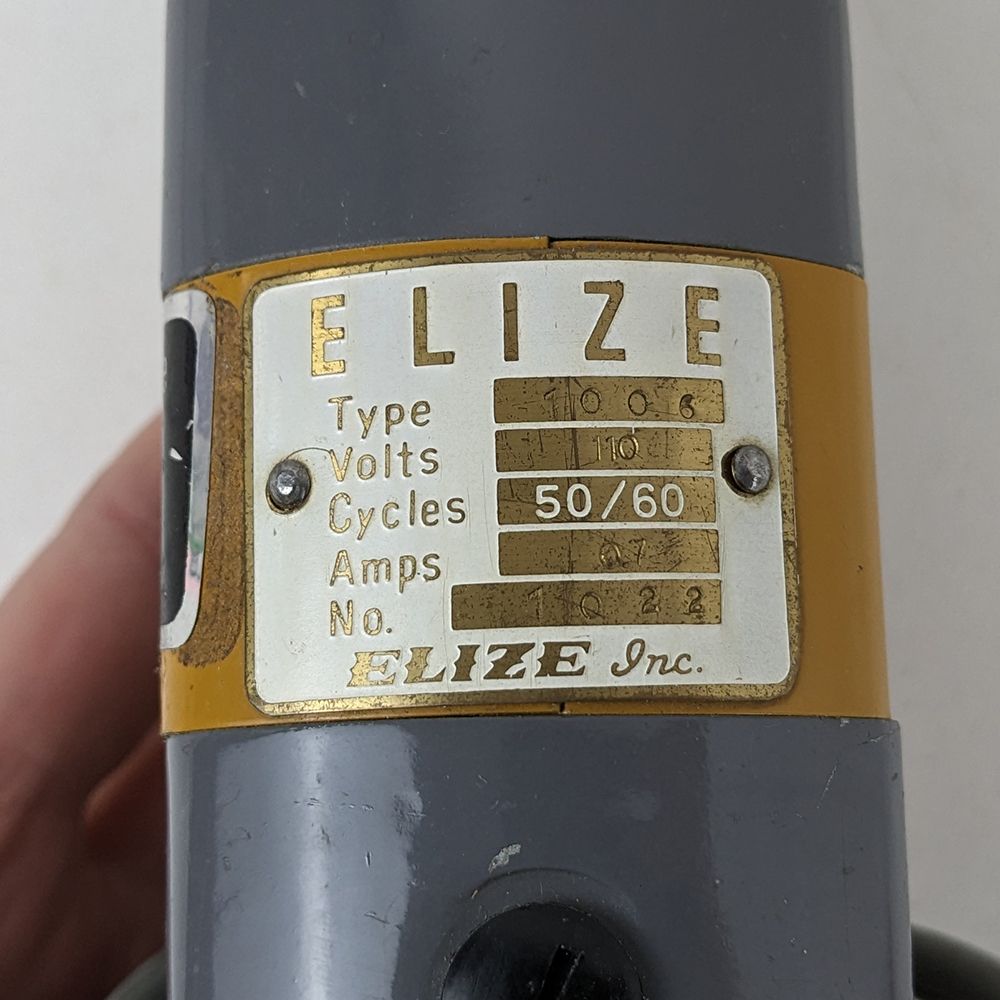 ELIZE
Type 1006
Volts 110
Cycles 50/60
Amps 0.7
No. 1022
ELIZE Inc.